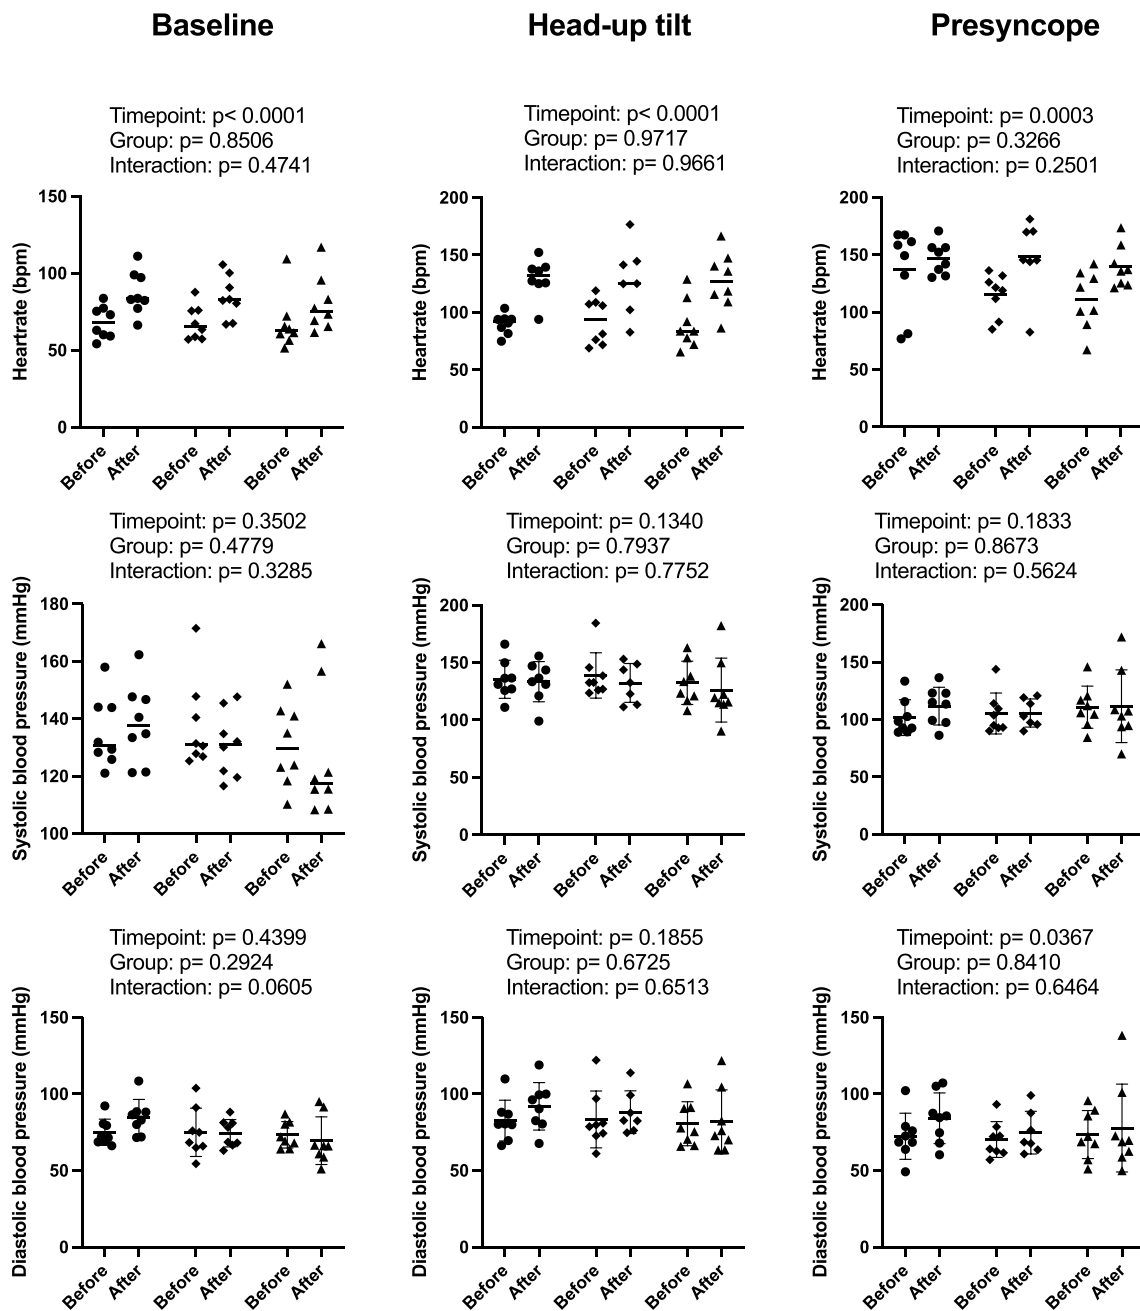 Baseline
Head-up tilt
Presyncope
Timepoint: p< 0.0001
Group: p= 0.8506
Interaction: p= 0.4741
Heartrate (bpm)
150
100
50
0
Before
After
Before
After
Before
After
Timepoint: p< 0.0001
Group: p= 0.9717
Interaction: p= 0.9661
Heartrate (bpm)
200
150
100
50
0
Before
After
Before
After
Before
After
Timepoint: p= 0.0003
Group: p= 0.3266
Interaction: p= 0.2501
Heartrate (bpm)
200
150
100
50
0
Before
After
Before
After
Before
After
Timepoint: p= 0.3502
Group: p= 0.4779
Interaction: p= 0.3285
Systolic blood pressure (mmHg)
180
160
140
120
100
Before
After
Before
After
Before
After
Timepoint: p= 0.1340
Group: p= 0.7937
Interaction: p= 0.7752
Systolic blood pressure (mmHg)
200
150
100
50
0
Before
After
Before
After
Before
After
Timepoint: p= 0.1833
Group: p= 0.8673
Interaction: p= 0.5624
Systolic blood pressure (mmHg)
200
150
100
50
0
Before
After
Before
After
Before
After
Timepoint: p= 0.4399
Group: p= 0.2924
Interaction: p= 0.0605
Diastolic blood pressure (mmHg)
150
100
50
0
Before
After
Before
After
Before
After
Timepoint: p= 0.1855
Group: p= 0.6725
Interaction: p= 0.6513
Diastolic blood pressure (mmHg)
150
100
50
0
Before
After
Before
After
Before
After
Timepoint: p= 0.0367
Group: p= 0.8410
Interaction: p= 0.6464
Diastolic blood pressure (mmHg)
150
100
50
0
Before
After
Before
After
Before
After